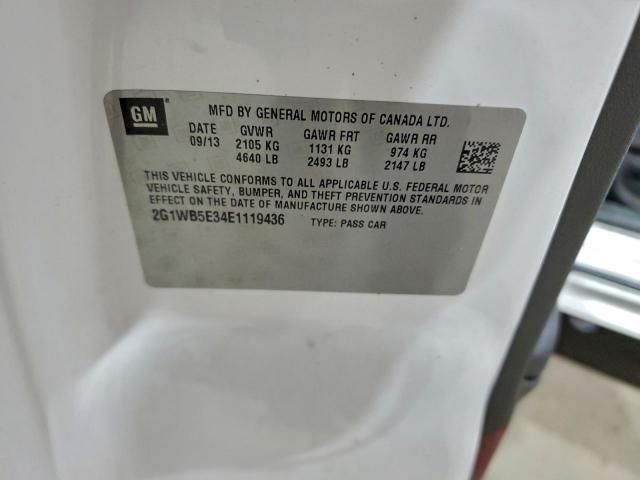 GM
MFD BY GENERAL MOTORS OF CANADA LTD.
DATE GVWR GAWR FRT GAWR RR
09/13 2105 KG 1131 KG 974 KG
4640 LB 2493 LB 2147 LB
THIS VEHICLE CONFORMS TO ALL APPLICABLE U.S. FEDERAL MOTOR
VEHICLE SAFETY, BUMPER, AND THEFT PREVENTION STANDARDS IN
EFFECT ON THE DATE OF MANUFACTURE SHOWN ABOVE.
2G1WB5E34E1119436 TYPE: PASS CAR